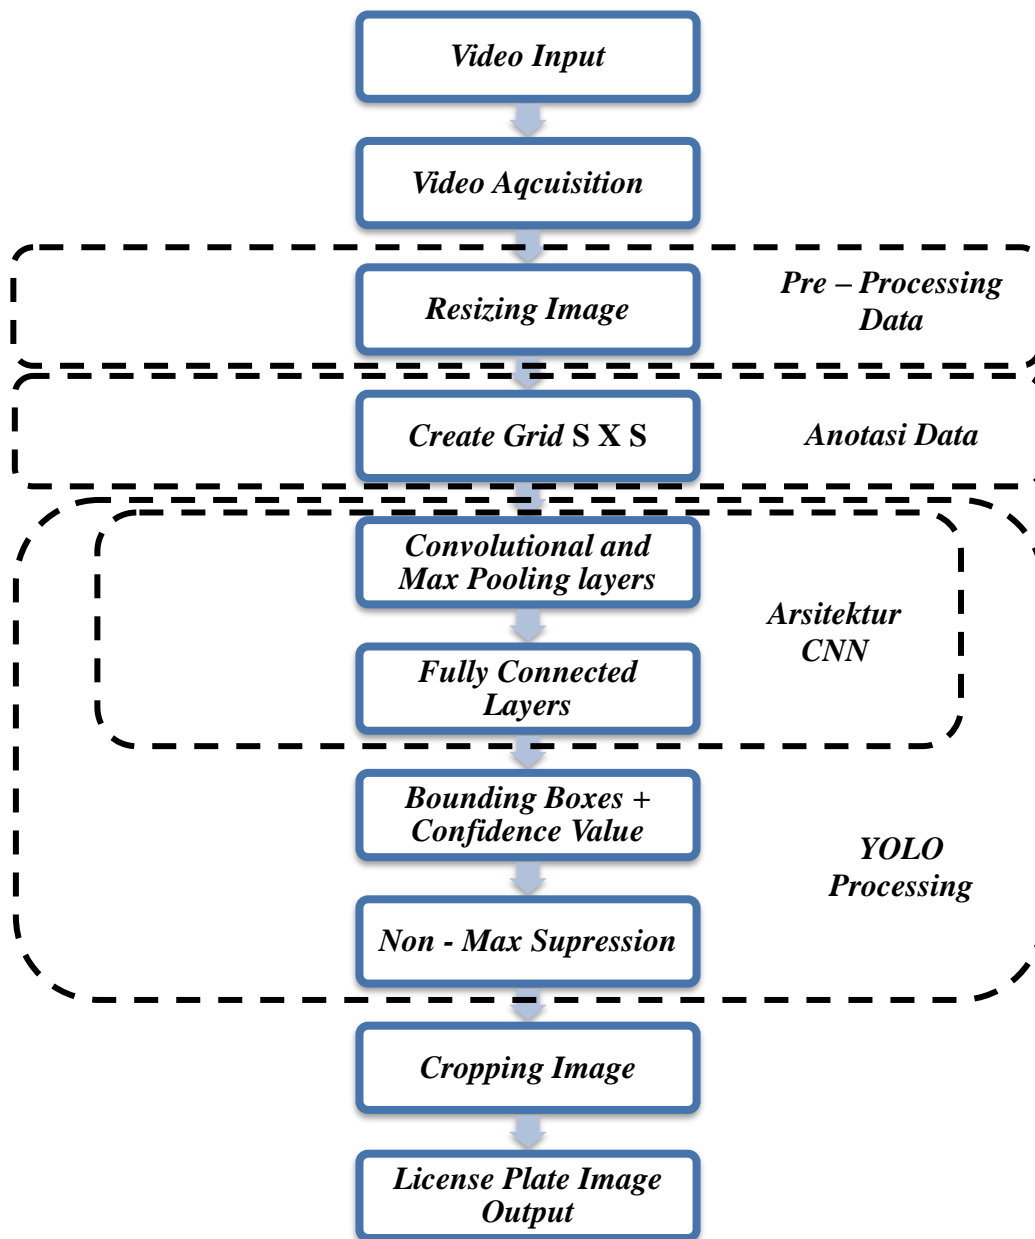 Video Input
Video Aqcuisition
Resizing Image
Pre – Processing
Data
Create Grid S X S
Anotasi Data
Convolutional and
Max Pooling layers
Arsitektur
CNN
Fully Connected
Layers
Bounding Boxes +
Confidence Value
YOLO
Processing
Non - Max Supression
Cropping Image
License Plate Image
Output